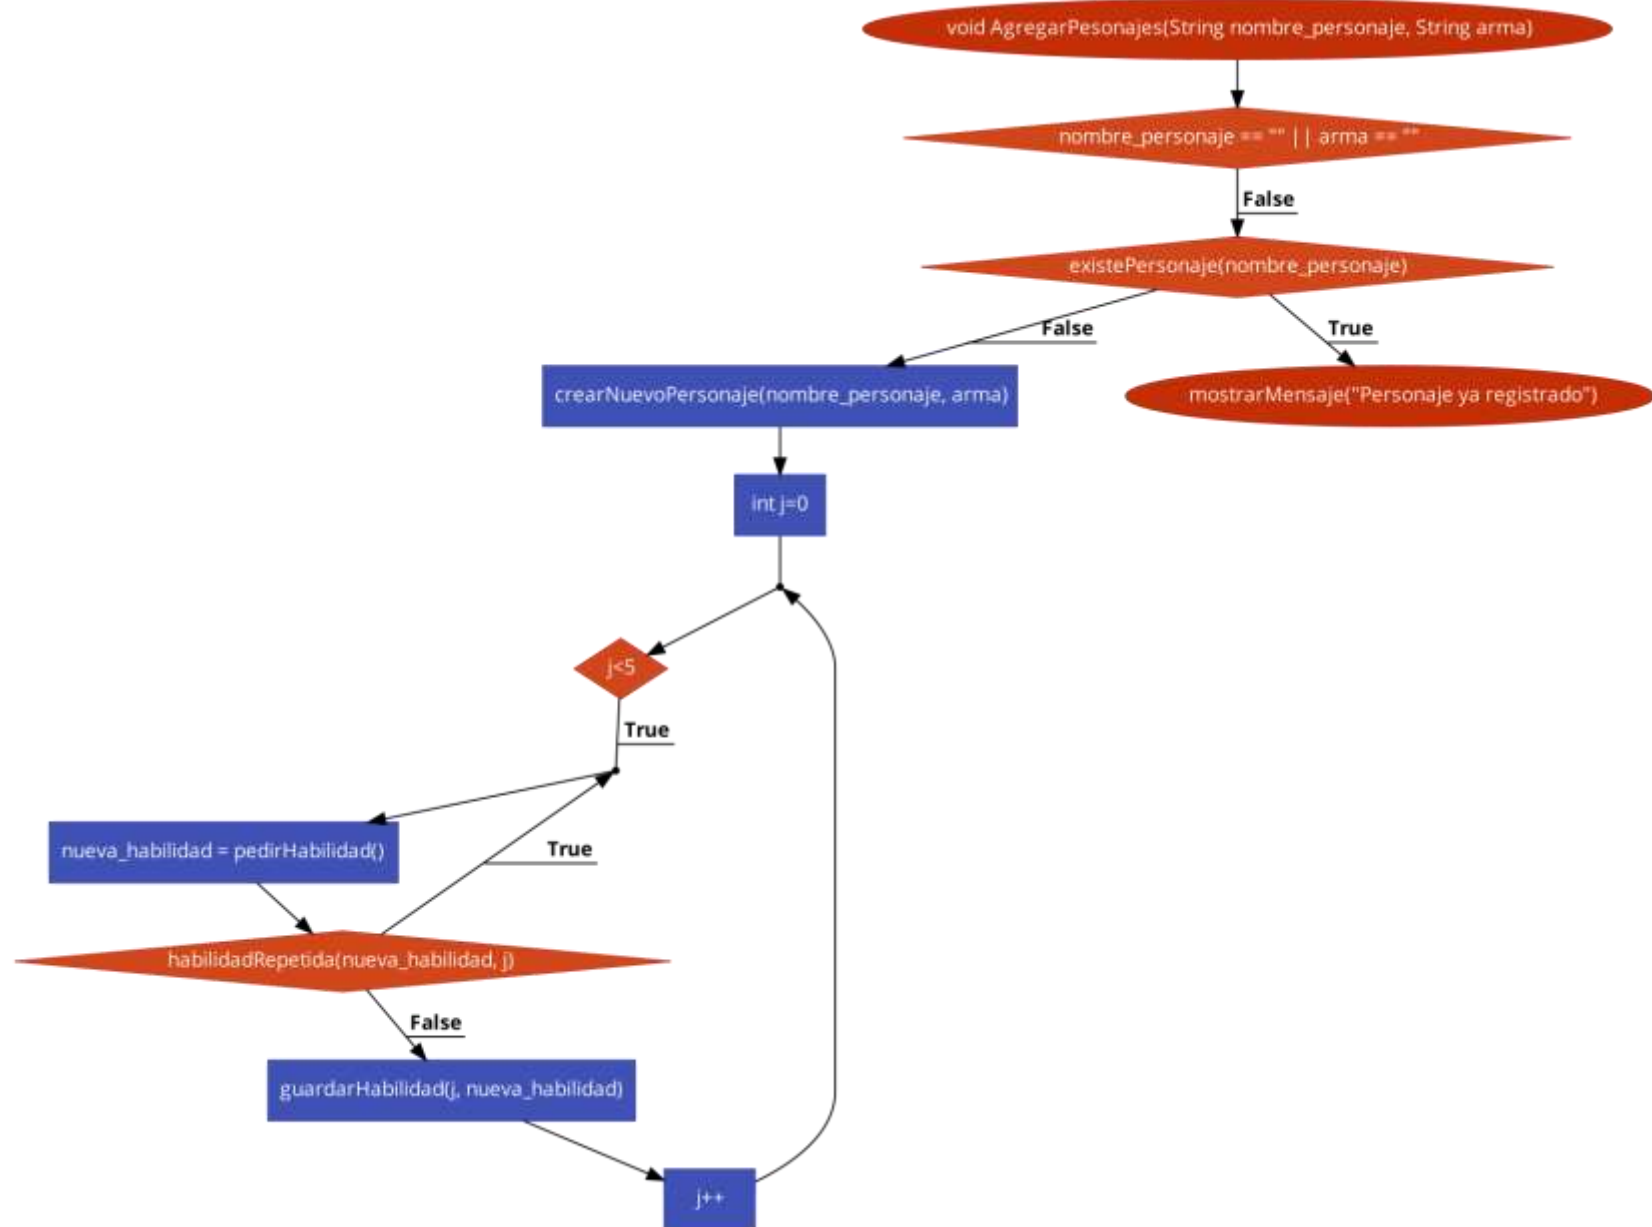 void AgregarPesonajes(String nombre_personaje, String arma)
nombre_personaje == "" || arma == ""
False
existePersonaje(nombre_personaje)
False
True
crearNuevoPersonaje(nombre_personaje, arma)
mostrarMensaje("Personaje ya registrado")
int j=0
j<5
True
nueva_habilidad = pedirHabilidad()
True
habilidadRepetida(nueva_habilidad, j)
False
guardarHabilidad(j, nueva_habilidad)
j++